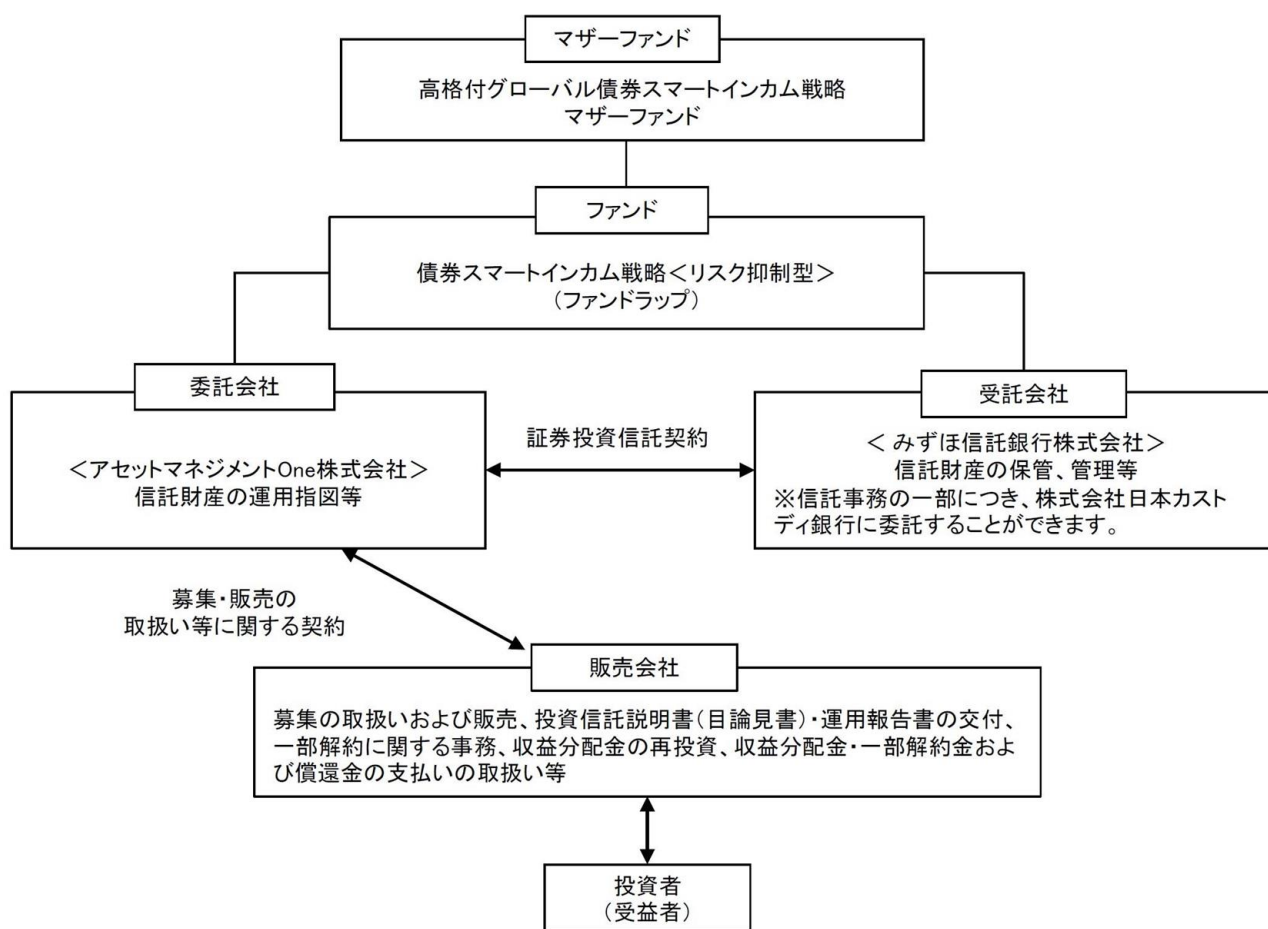 マザーファンド
高格付グローバル債券スマートインカム戦略
マザーファンド
ファンド
債券スマートインカム戦略<リスク抑制型>
(ファンドラップ)
委託会社
<アセットマネジメントOne株式会社>
信託財産の運用指図等
証券投資信託契約
受託会社
< みずほ信託銀行株式会社>
信託財産の保管、管理等
※信託事務の一部につき、株式会社日本カスト
ディ銀行に委託することができます。
募集・販売の
取扱い等に関する契約
販売会社
募集の取扱いおよび販売、投資信託説明書(目論見書)・運用報告書の交付、
一部解約に関する事務、収益分配金の再投資、収益分配金・一部解約金およ
び償還金の支払いの取扱い等
投資者
(受益者)